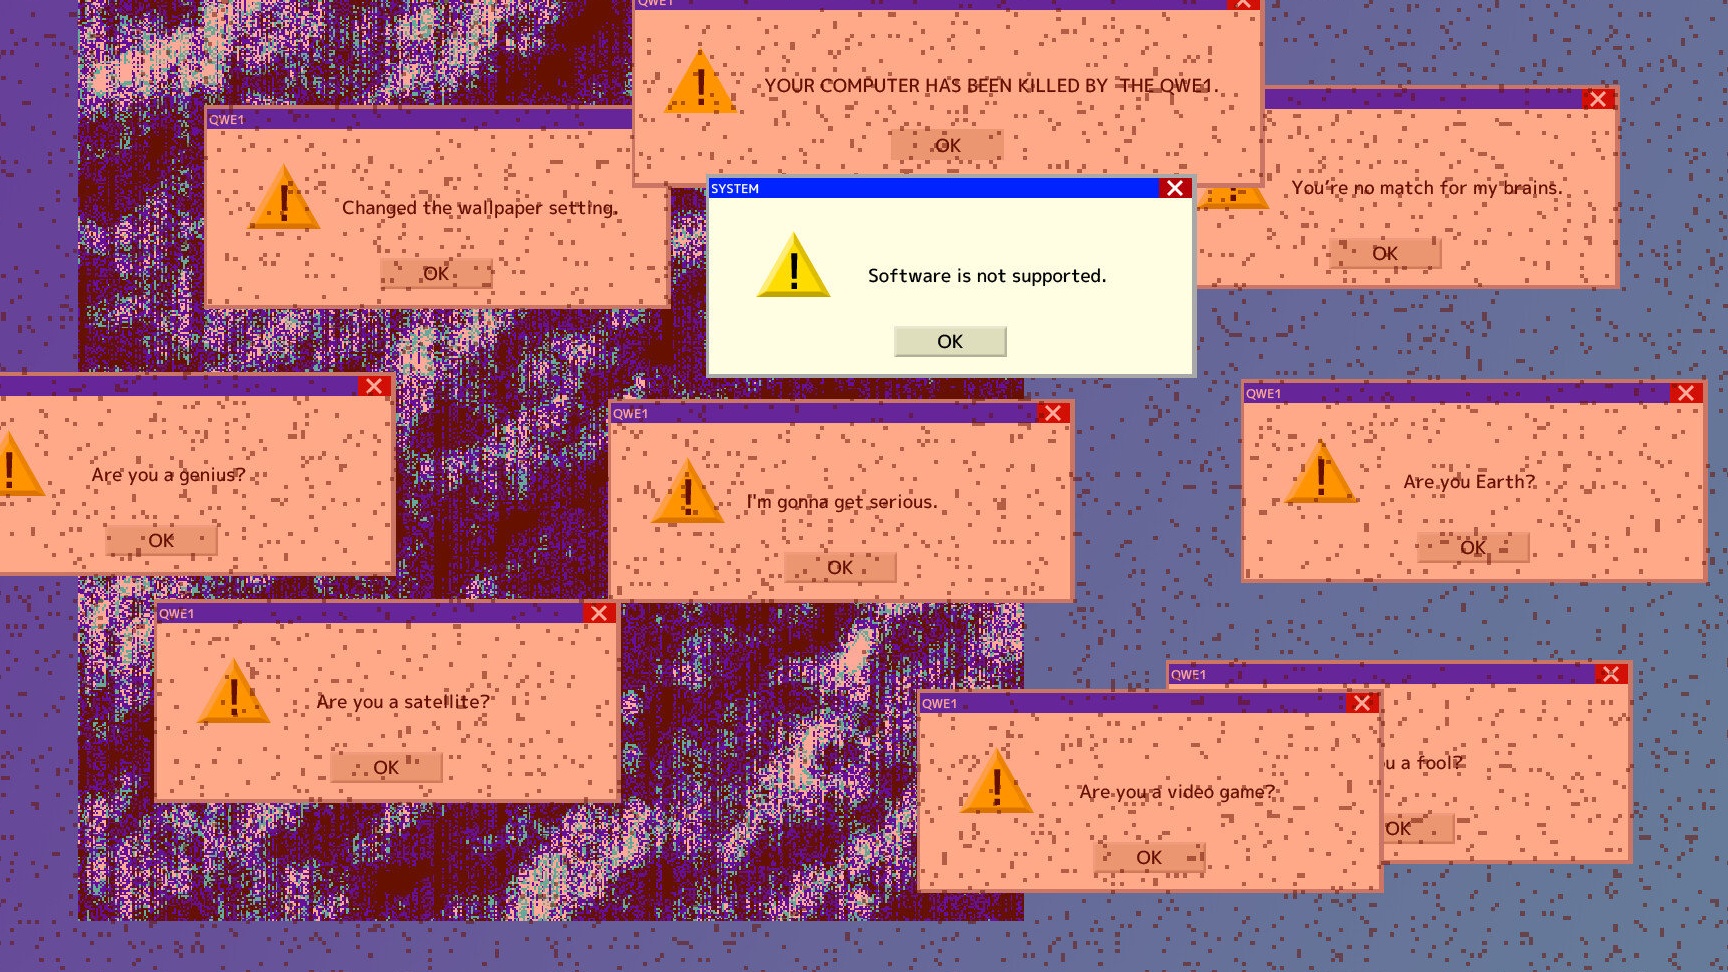 QWE1
YOUR COMPUTER HAS BEEN KILLED BY  THE QWE1.
OK
QWE1
Changed the wallpaper setting.
OK
You're no match for my brains.
OK
SYSTEM
Software is not supported.
OK
Are you a genius?
OK
QWE1
I'm gonna get serious.
OK
QWE1
Are you Earth?
OK
QWE1
Are you a satellite?
OK
QWE1
u a fool?
OK
QWE1
Are you a video game?
OK